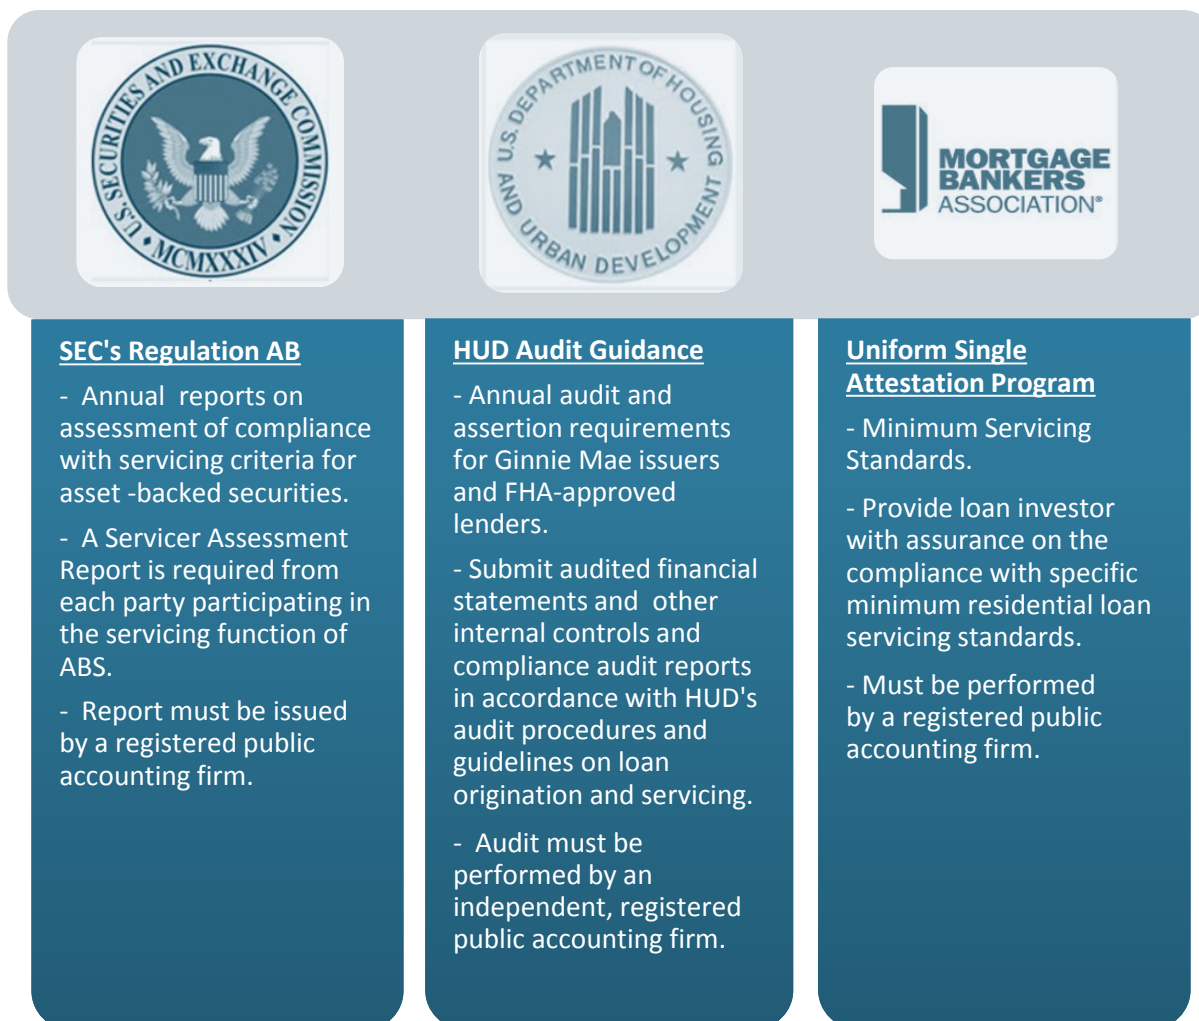 U.S. SECURITIES AND EXCHANGE COMMISSION
MCMXXXIV
U.S. DEPARTMENT OF HOUSING
AND URBAN DEVELOPMENT
MORTGAGE
BANKERS
ASSOCIATION®
SEC's Regulation AB
- Annual reports on
assessment of compliance
with servicing criteria for
asset -backed securities.
- A Servicer Assessment
Report is required from
each party participating in
the servicing function of
ABS.
- Report must be issued
by a registered public
accounting firm.
HUD Audit Guidance
- Annual audit and
assertion requirements
for Ginnie Mae issuers
and FHA-approved
lenders.
- Submit audited financial
statements and other
internal controls and
compliance audit reports
in accordance with HUD's
audit procedures and
guidelines on loan
origination and servicing.
- Audit must be
performed by an
independent, registered
public accounting firm.
Uniform Single
Attestation Program
- Minimum Servicing
Standards.
- Provide loan investor
with assurance on the
compliance with specific
minimum residential loan
servicing standards.
- Must be performed
by a registered public
accounting firm.